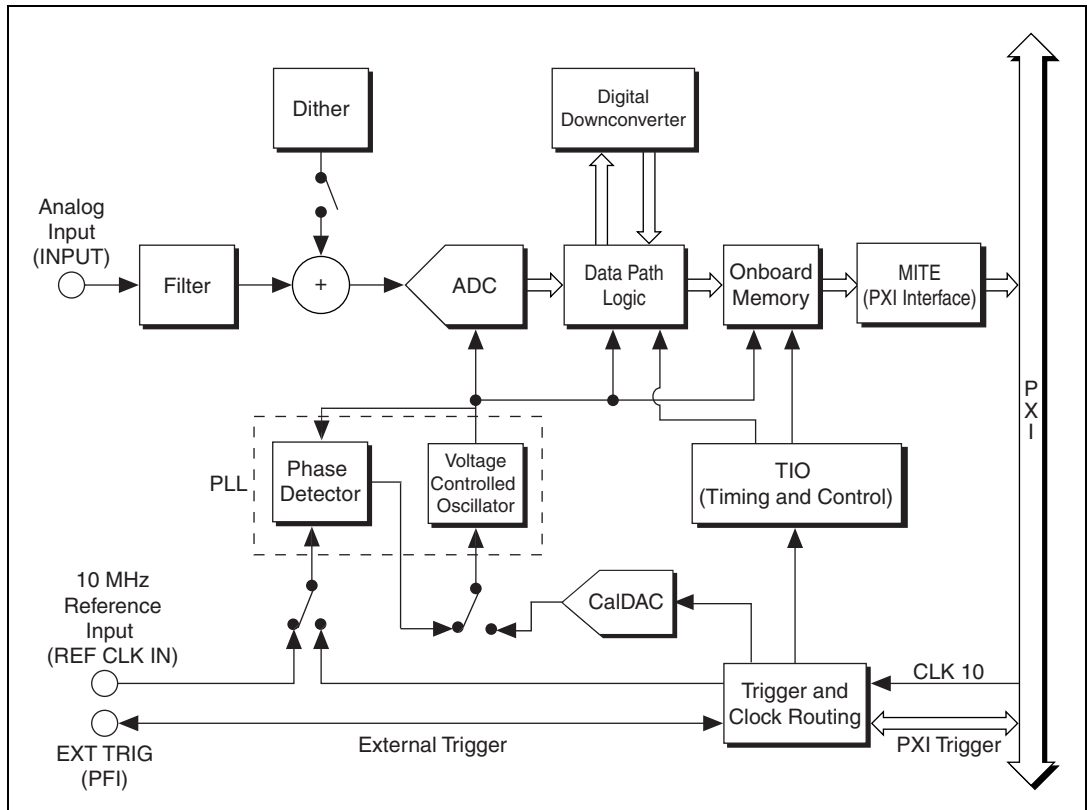 Dither
Digital
Downconverter
Analog
Input
(INPUT)
Filter
+
ADC
Data Path
Logic
Onboard
Memory
MITE
(PXI Interface)
P
X
I
PLL
Phase
Detector
Voltage
Controlled
Oscillator
TIO
(Timing and Control)
10 MHz
Reference
Input
(REF CLK IN)
CalDAC
Trigger and
Clock Routing
CLK 10
EXT TRIG
(PFI)
External Trigger
PXI Trigger